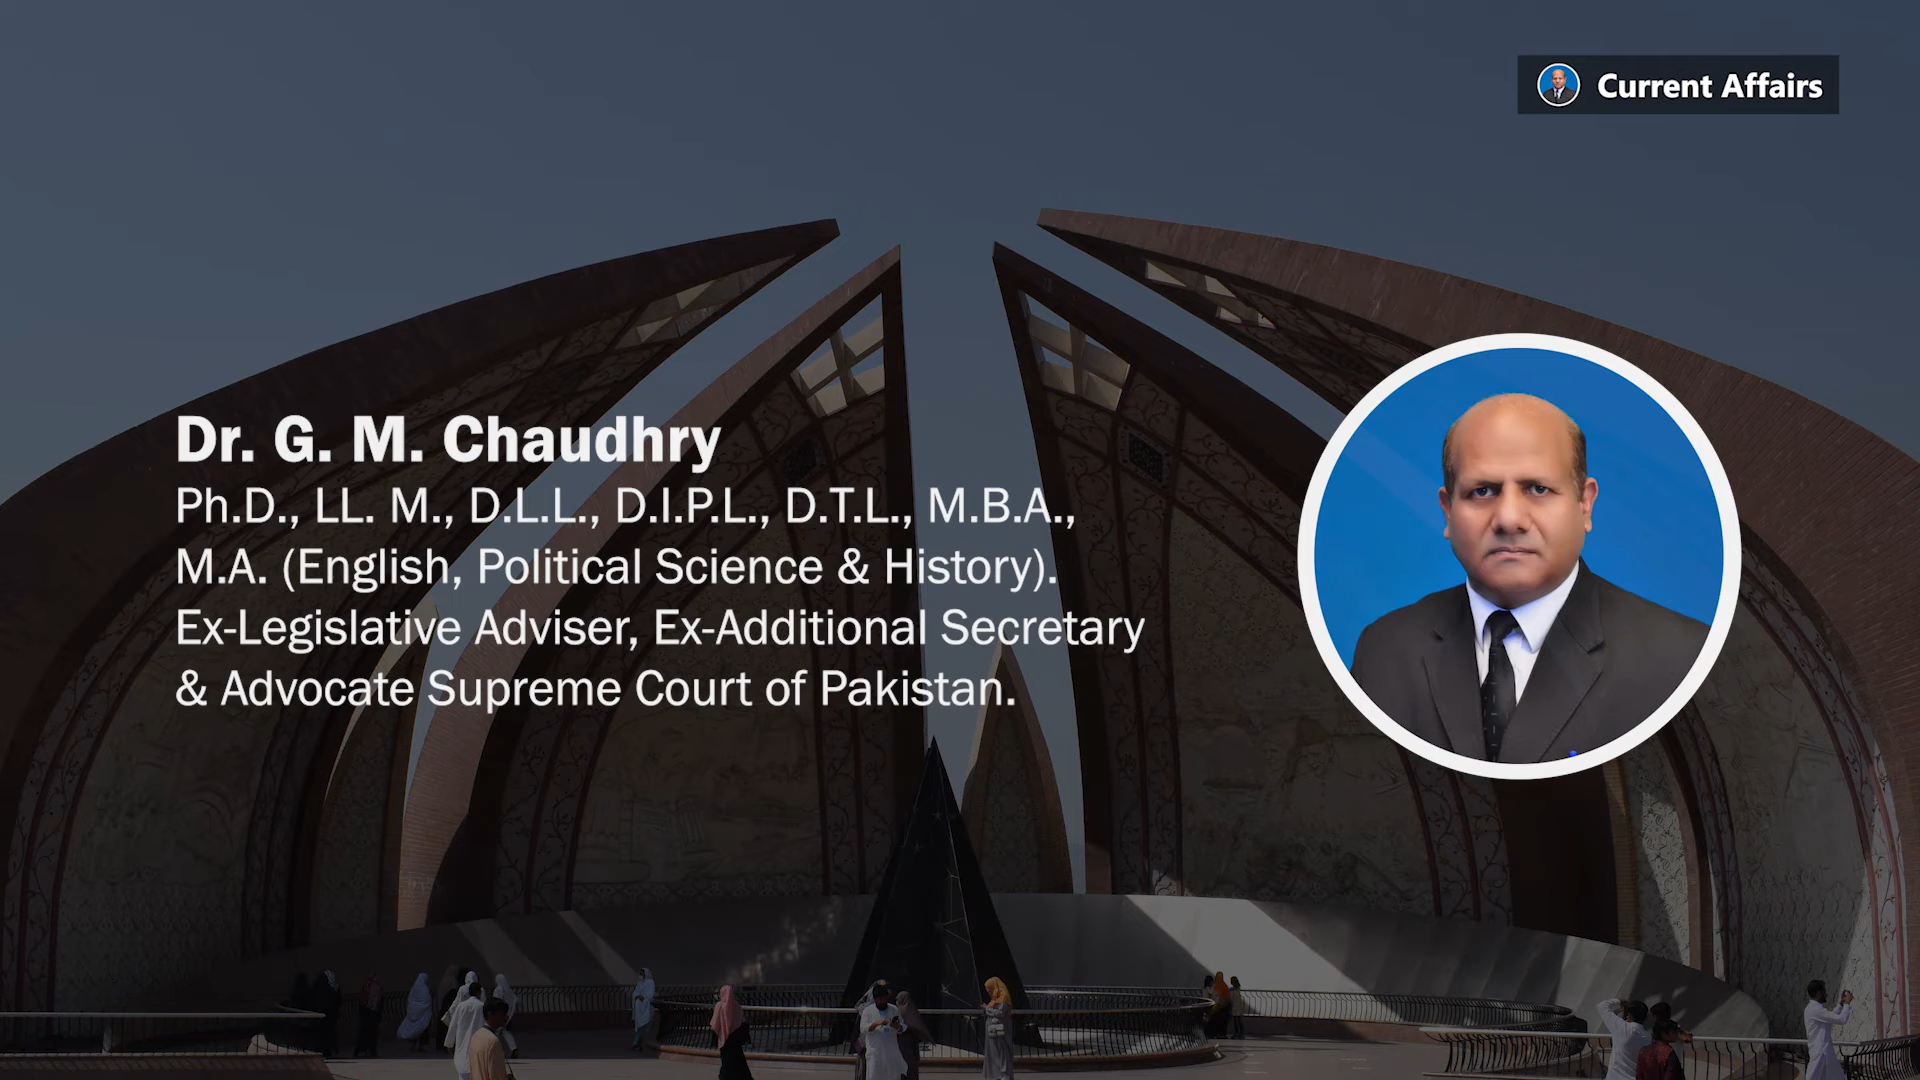 Current Affairs
Dr. G. M. Chaudhry
Ph.D., LL. M., D.L.L., D.I.P.L., D.T.L., M.B.A.,
M.A. (English, Political Science & History).
Ex-Legislative Adviser, Ex-Additional Secretary
& Advocate Supreme Court of Pakistan.